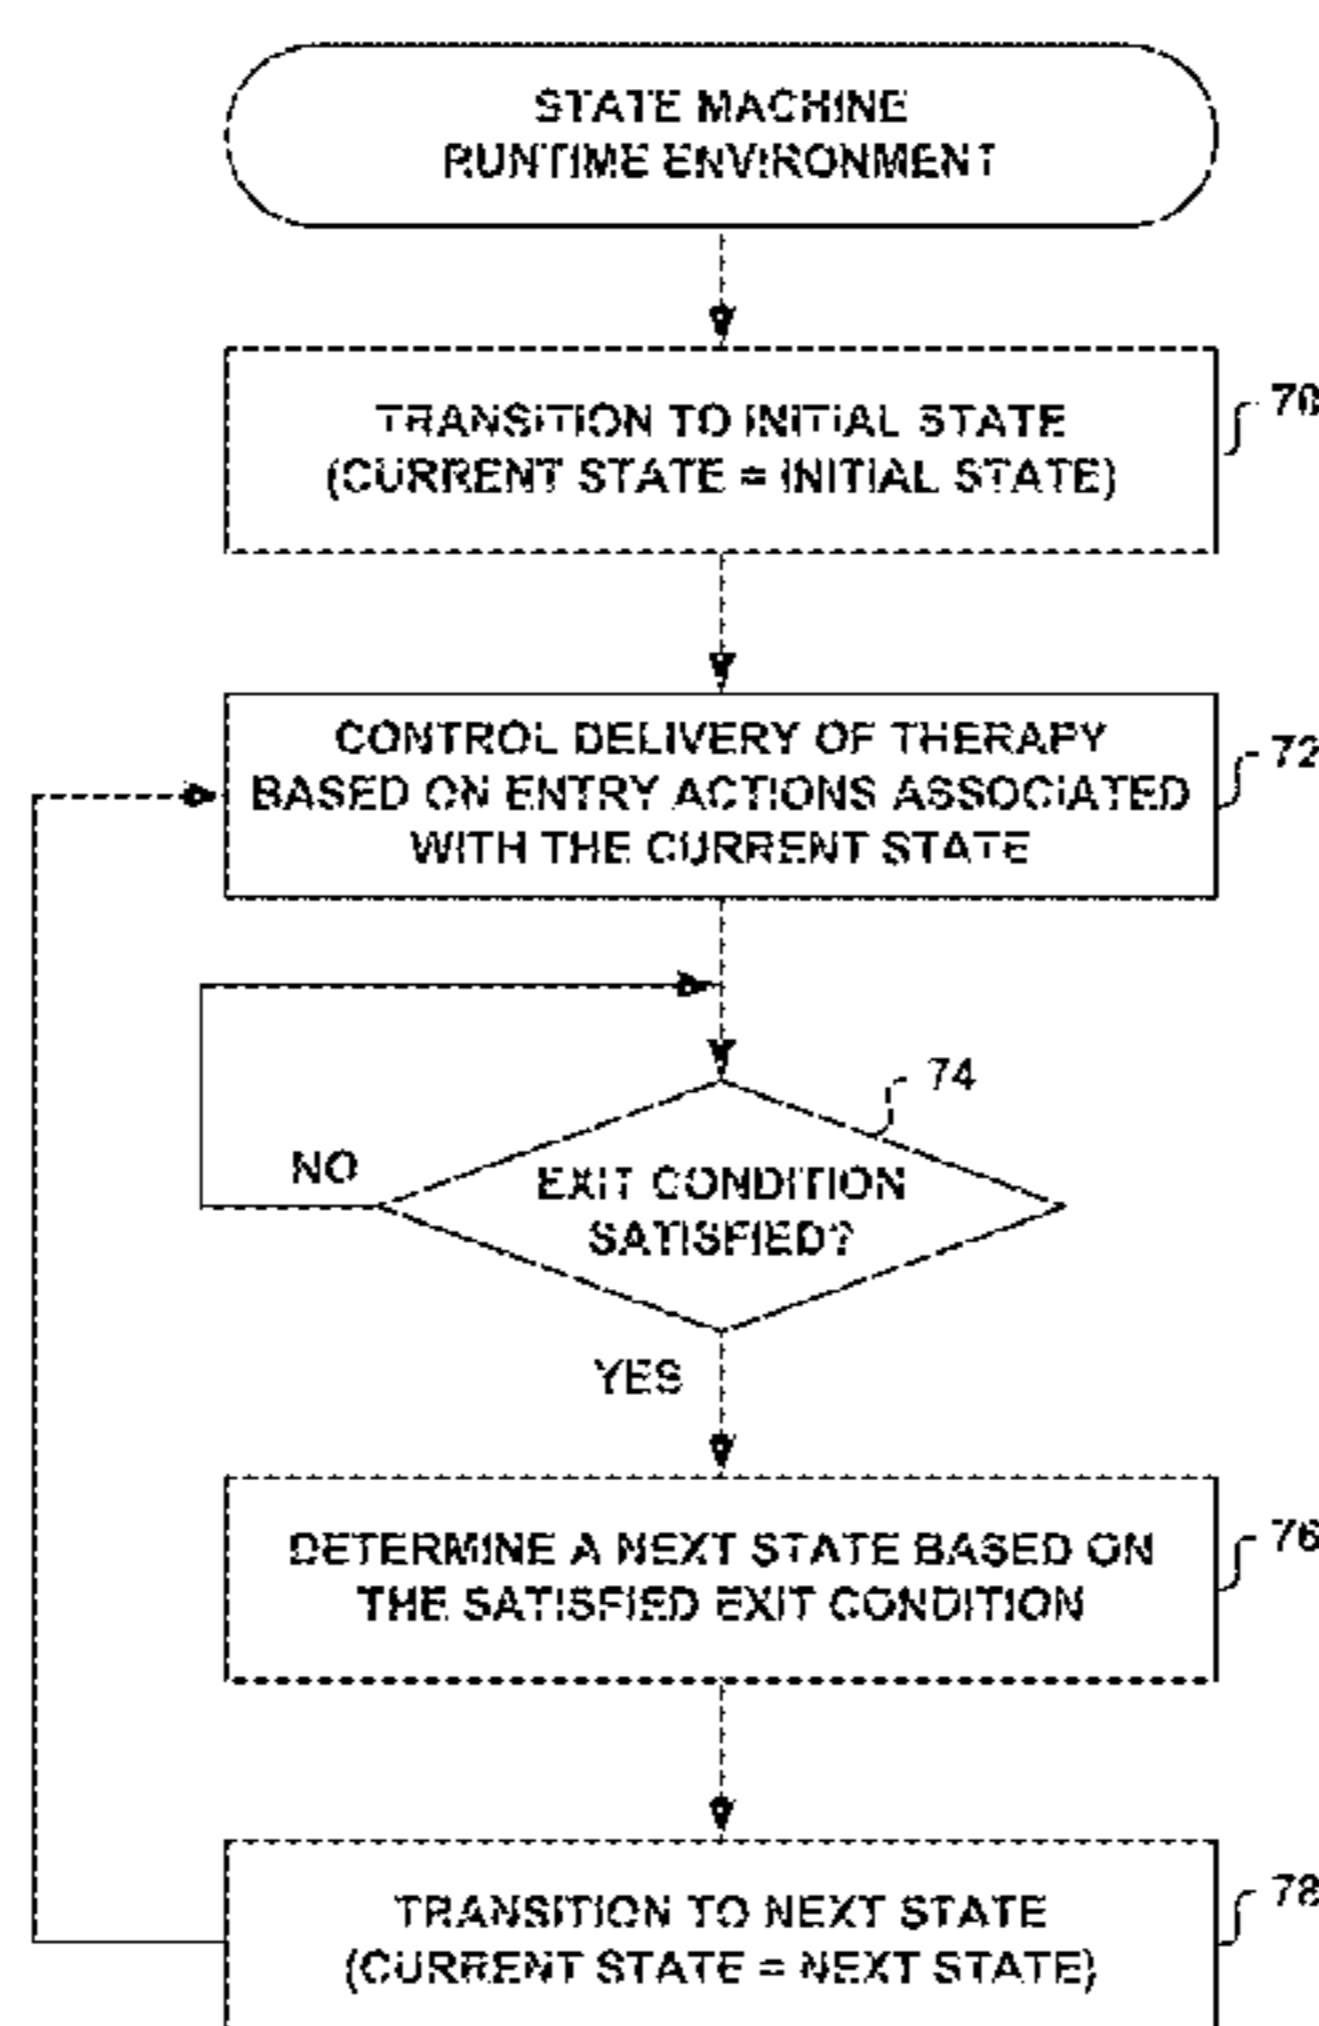 STATE MACHINE
RUNTIME ENVIRONMENT
TRANSITION TO INITIAL STATE
(CURRENT STATE = INITIAL STATE)
70
CONTROL DELIVERY OF THERAPY
BASED ON ENTRY ACTIONS ASSOCIATED
WITH THE CURRENT STATE
72
74
NO
EXIT CONDITION
SATISFIED?
YES
DETERMINE A NEXT STATE BASED ON
THE SATISFIED EXIT CONDITION
76
TRANSITION TO NEXT STATE
(CURRENT STATE = NEXT STATE)
78